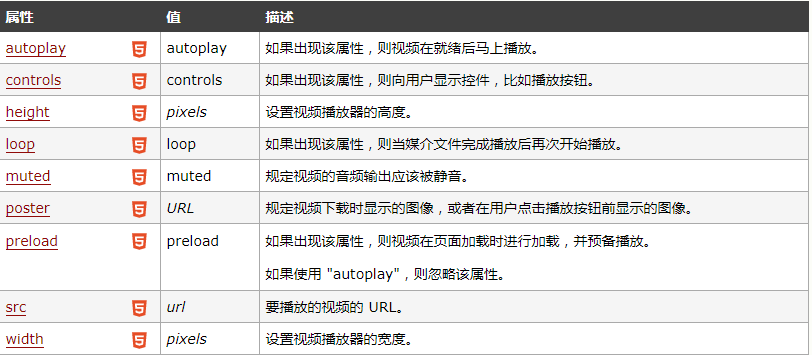 属性 值 描述
autoplay 5 autoplay 如果出现该属性，则视频在就绪后马上播放。
controls 5 controls 如果出现该属性，则向用户显示控件，比如播放按钮。
height 5 pixels 设置视频播放器的高度。
loop 5 loop 如果出现该属性，则当媒介文件完成播放后再次开始播放。
muted 5 muted 规定视频的音频输出应该被静音。
poster 5 URL 规定视频下载时显示的图像，或者在用户点击播放按钮前显示的图像。
preload 5 preload 如果出现该属性，则视频在页面加载时进行加载，并预备播放。
如果使用 "autoplay"，则忽略该属性。
src 5 url 要播放的视频的 URL。
width 5 pixels 设置视频播放器的宽度。